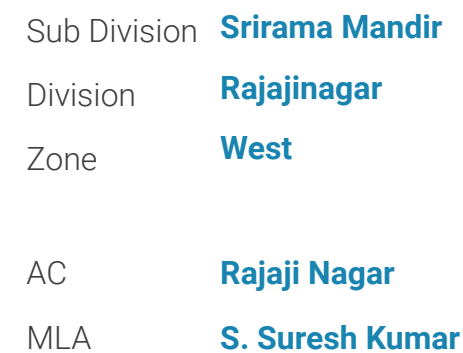 Sub Division Srirama Mandir
Division Rajajinagar
Zone West
AC Rajaji Nagar
MLA S. Suresh Kumar